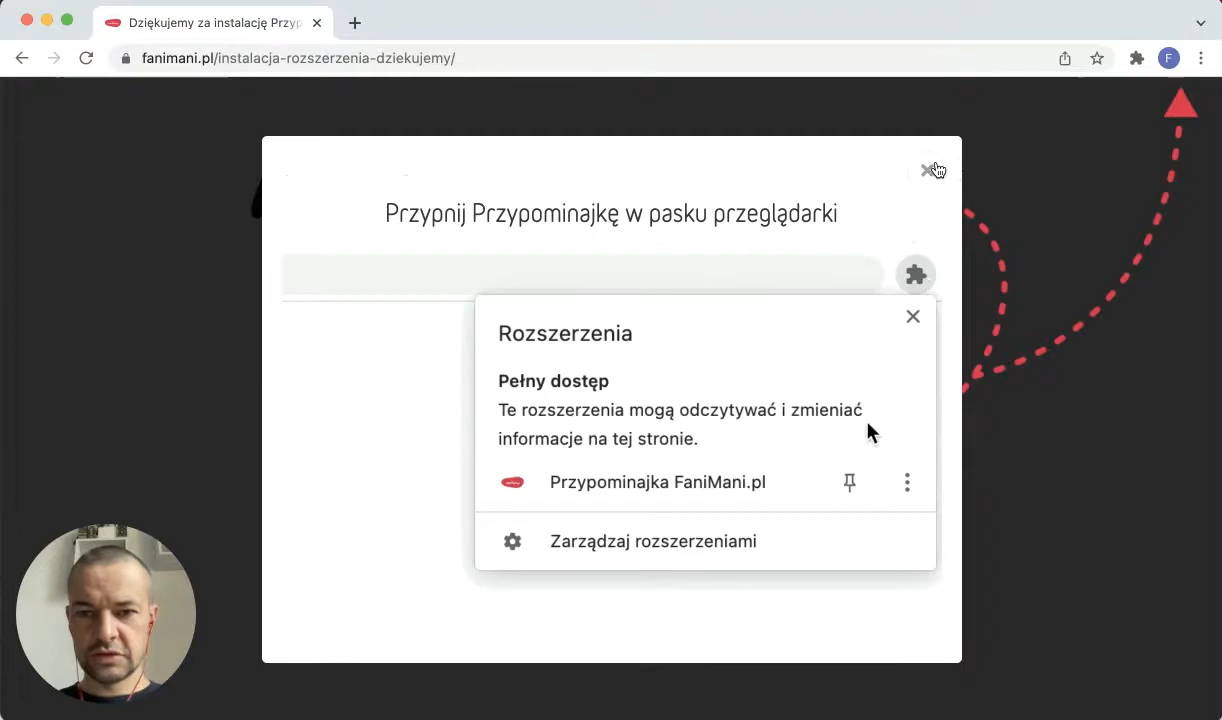 Dziękujemy za instalację Przyp
fanimani.pl/instalacja-rozszerzenia-dziekujemy/
F
Przypnij Przypominajkę w pasku przeglądarki
Rozszerzenia
Pełny dostęp
Te rozszerzenia mogą odczytywać i zmieniać
informacje na tej stronie.
Przypominajka FaniMani.pl
Zarządzaj rozszerzeniami